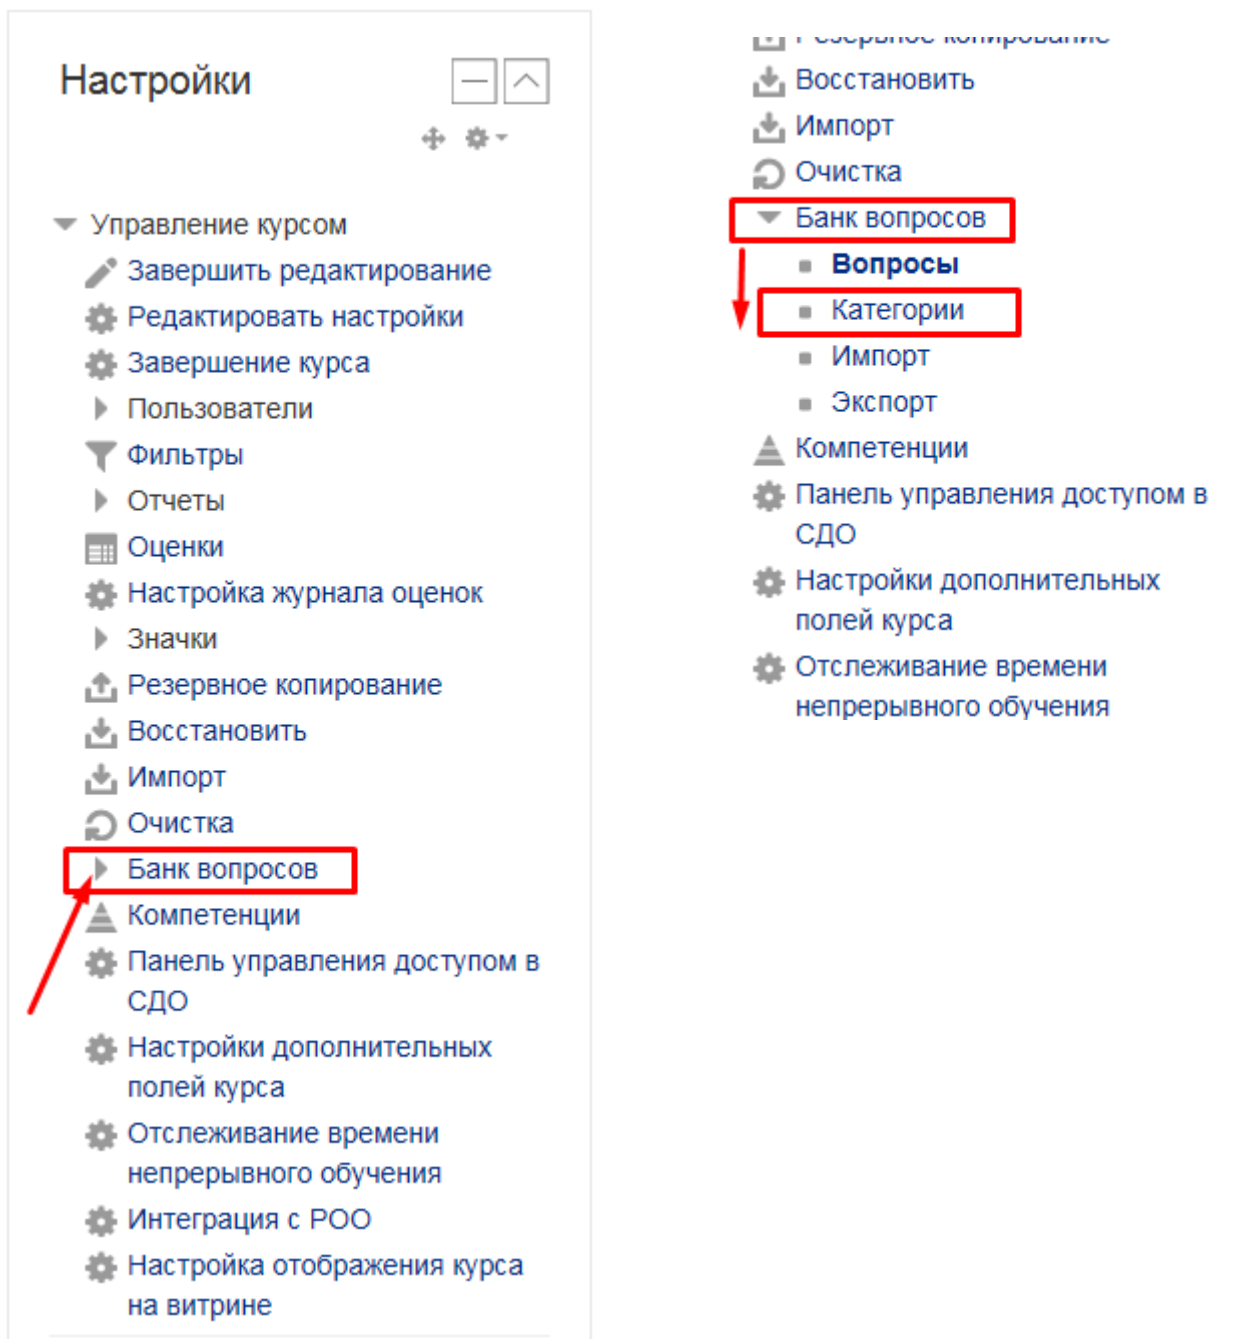 Настройки
Управление курсом
Завершить редактирование
Редактировать настройки
Завершение курса
Пользователи
Фильтры
Отчеты
Оценки
Настройка журнала оценок
Значки
Резервное копирование
Восстановить
Импорт
Очистка
Банк вопросов
Компетенции
Панель управления доступом в
СДО
Настройки дополнительных
полей курса
Отслеживание времени
непрерывного обучения
Интеграция с РОО
Настройка отображения курса
на витрине
Резервное копирование
Восстановить
Импорт
Очистка
Банк вопросов
Вопросы
Категории
Импорт
Экспорт
Компетенции
Панель управления доступом в
СДО
Настройки дополнительных
полей курса
Отслеживание времени
непрерывного обучения